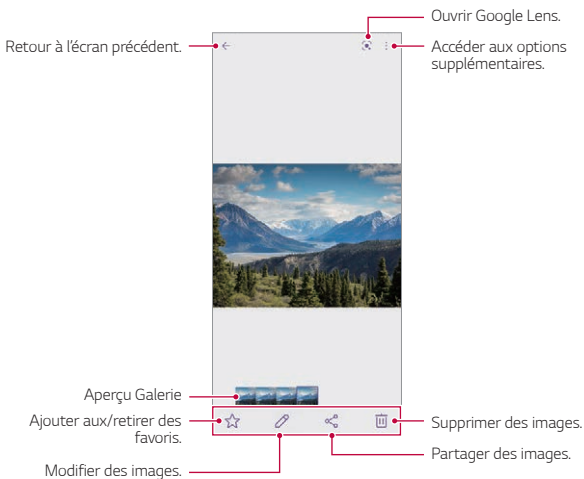 Ouvrir Google Lens.
Retour à l'écran précédent.
Accéder aux options
supplémentaires.
Aperçu Galerie
Ajouter aux/retirer des
favoris.
Supprimer des images.
Partager des images.
Modifier des images.